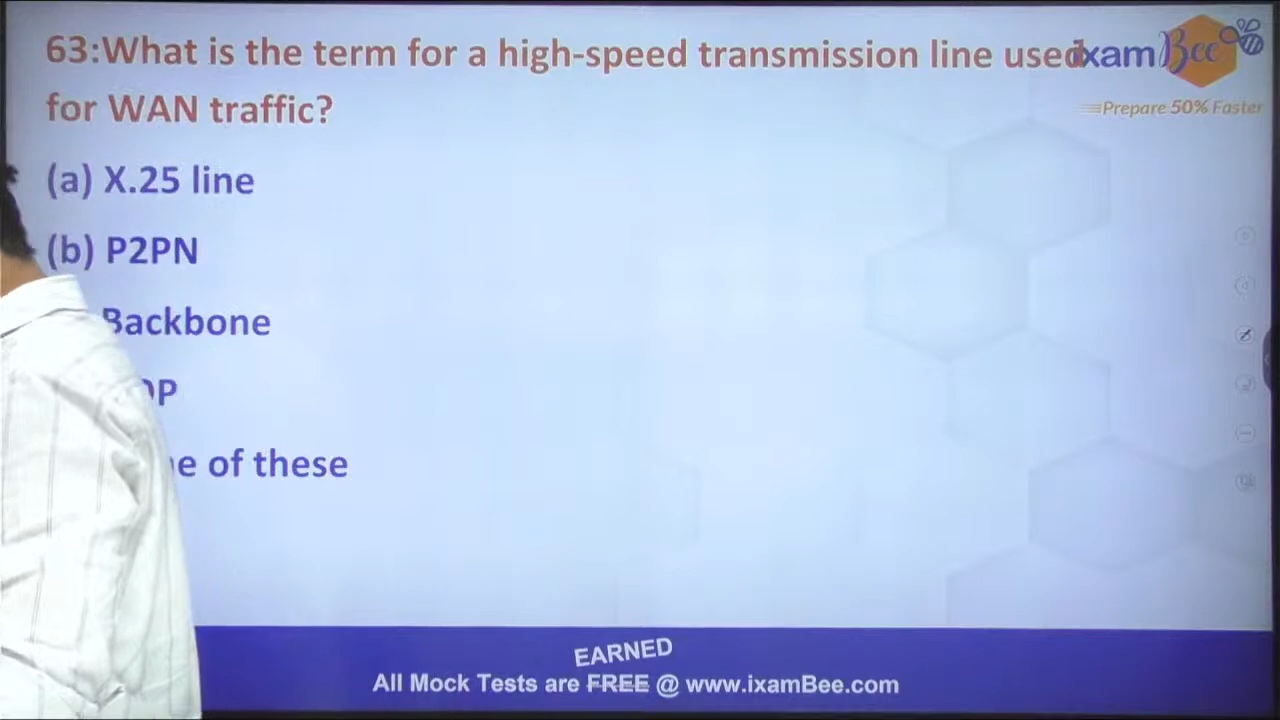 63:What is the term for a high-speed transmission line used
for WAN traffic?
ixamBee
Prepare 50% Faster
(a) X.25 line
(b) P2PN
Backbone
of these
EARNED
All Mock Tests are FREE @ www.ixamBee.com